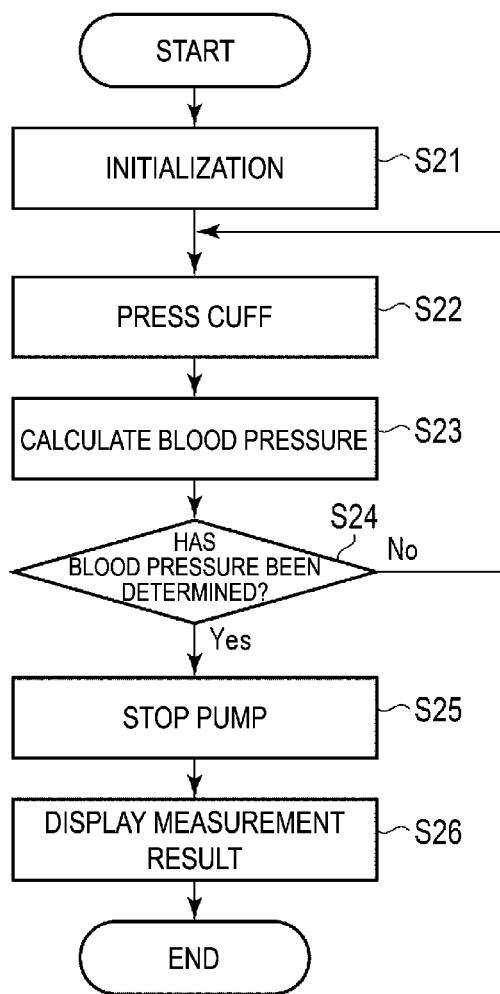 START
INITIALIZATION
S21
PRESS CUFF
S22
CALCULATE BLOOD PRESSURE
S23
S24
HAS
BLOOD PRESSURE BEEN
DETERMINED?
No
Yes
STOP PUMP
S25
DISPLAY MEASUREMENT
RESULT
S26
END